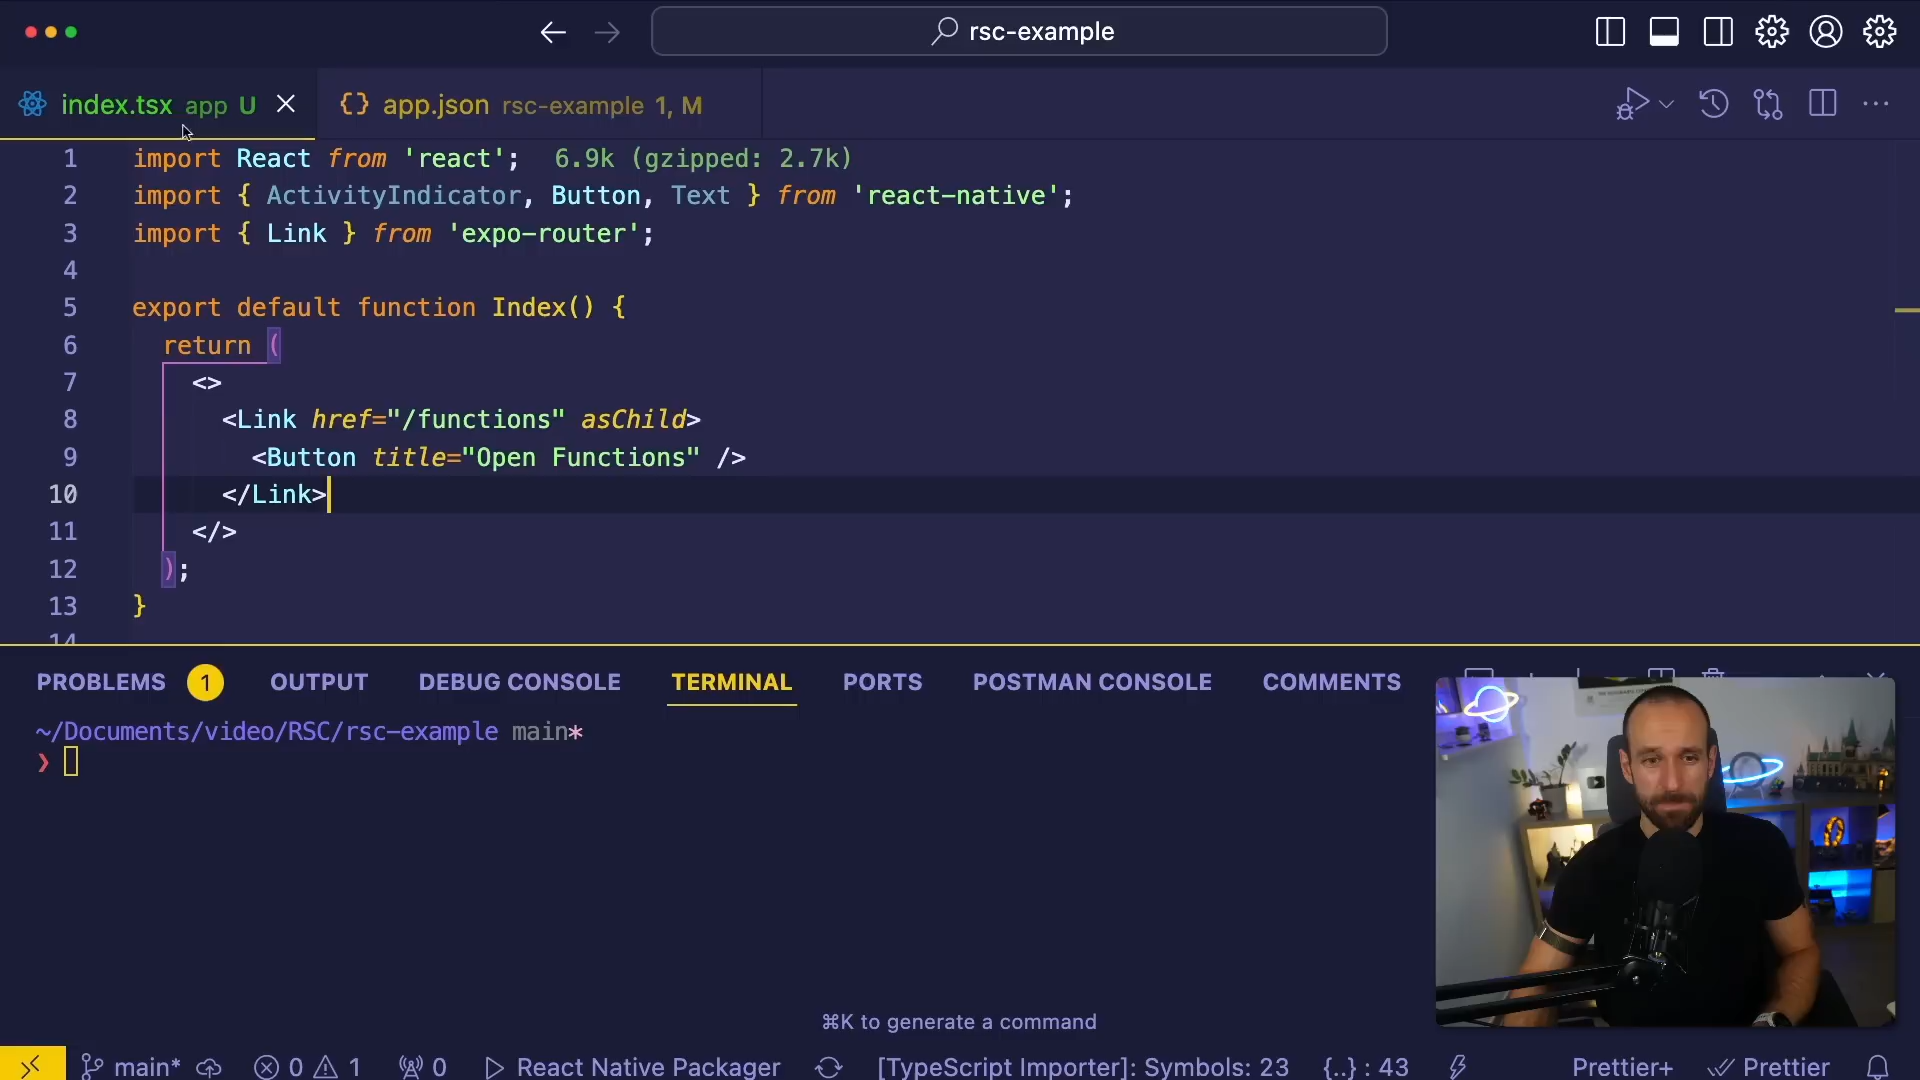 rsc-example
index.tsx app U
app.json rsc-example 1, M
1 import React from 'react'; 6.9k (gzipped: 2.7k)
2 import { ActivityIndicator, Button, Text } from 'react-native';
3 import { Link } from 'expo-router';
4
5 export default function Index() {
6 return (
7 <>
8 <Link href="/functions" asChild>
9 <Button title="Open Functions" />
10 </Link>
11 </>
12 );
13 }
14
PROBLEMS 1 OUTPUT DEBUG CONSOLE TERMINAL PORTS POSTMAN CONSOLE COMMENTS
~/Documents/video/RSC/rsc-example main*
❯
⌘K to generate a command
main* 0 1 0 React Native Packager [TypeScript Importer]: Symbols: 23 {..} : 43 Prettier+ Prettier